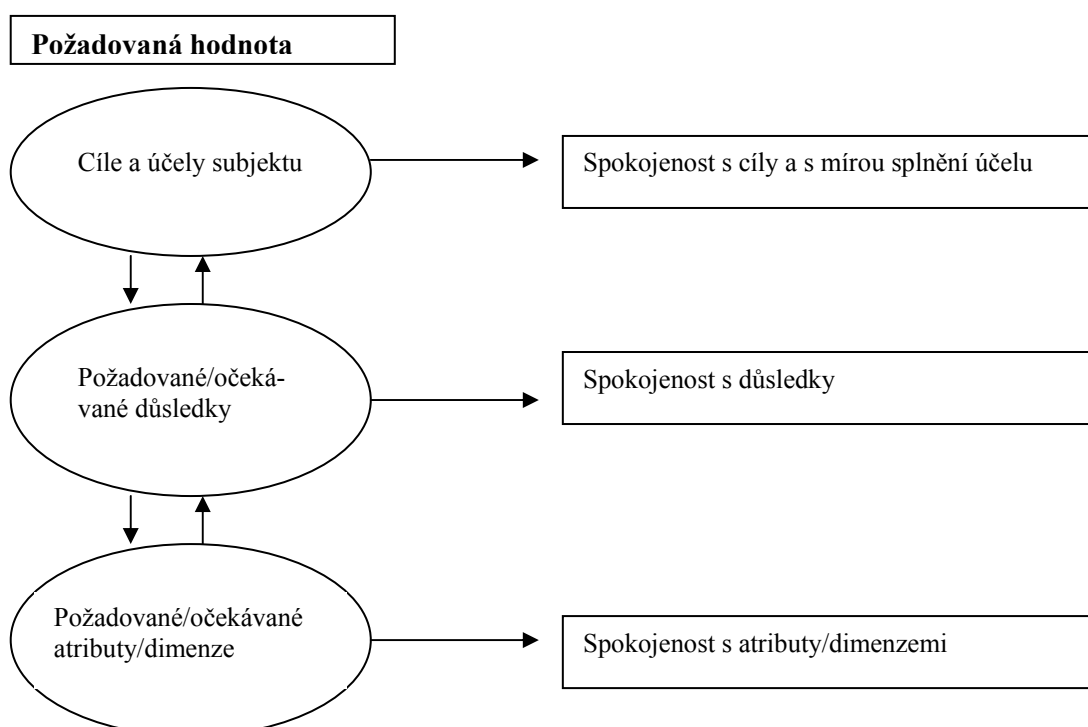 Požadovaná hodnota
Cíle a účely subjektu
Spokojenost s cíly a s mírou splnění účelu
Požadované/očeká-
vané důsledky
Spokojenost s důsledky
Požadované/očekávané
atributy/dimenze
Spokojenost s atributy/dimenzemi